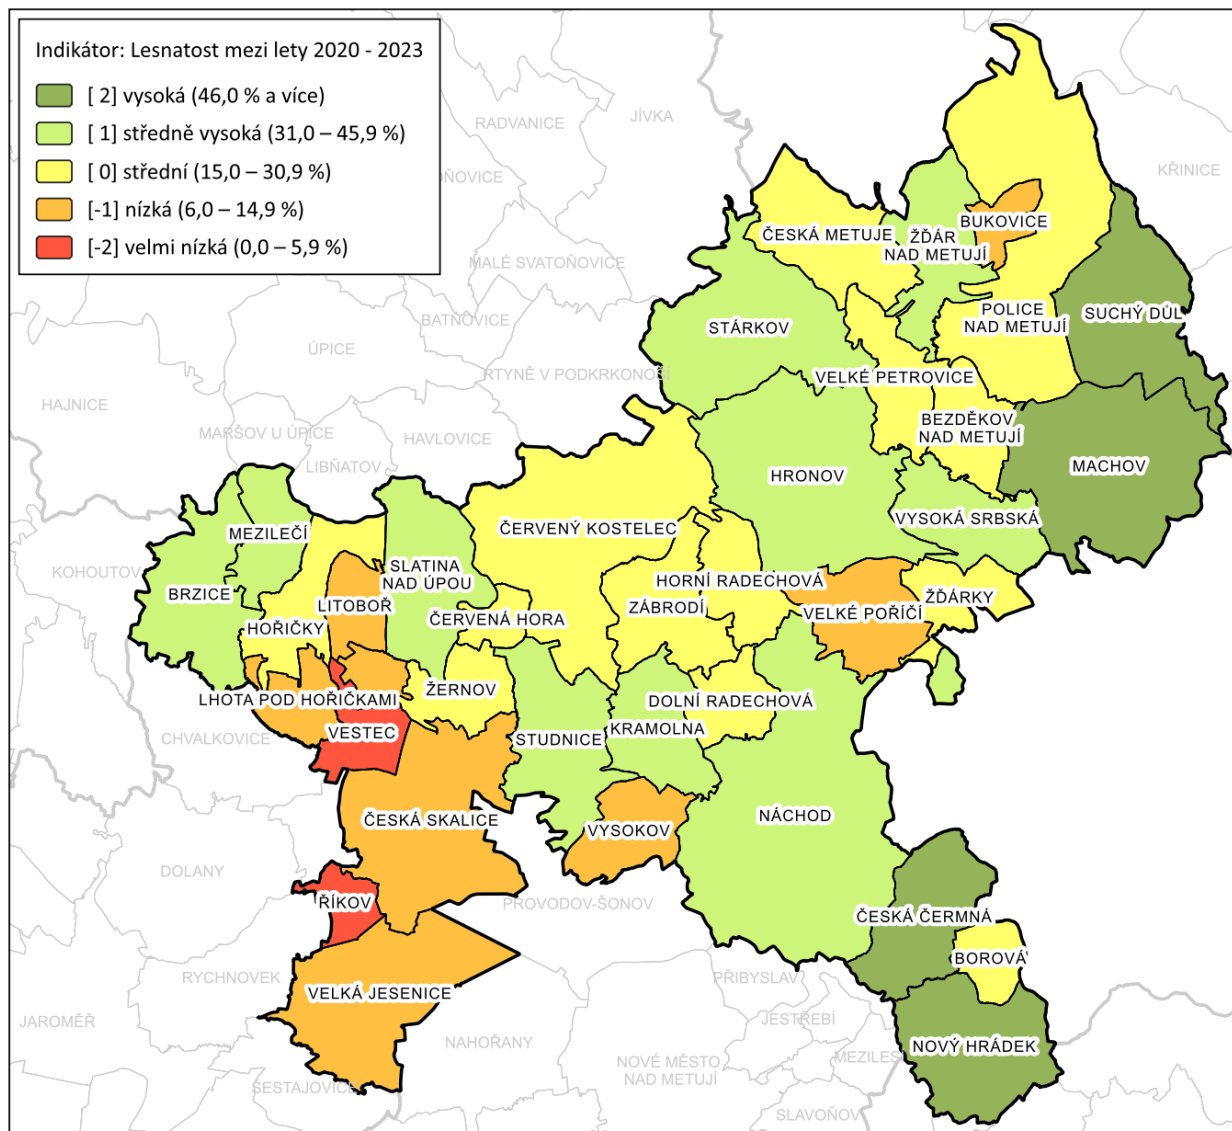 Indikátor: Lesnatost mezi lety 2020 - 2023
[ 2] vysoká (46,0 % a více)
[ 1] středně vysoká (31,0 – 45,9 %)
[ 0] střední (15,0 – 30,9 %)
[-1] nízká (6,0 – 14,9 %)
[-2] velmi nízká (0,0 – 5,9 %)
RADVANICE
JÍVKA
KŘINICE
BUKOVICE
ČESKÁ METUJE
ŽĎÁR
NAD METUJÍ
MALÉ SVATOŇOVICE
POLICE
NAD METUJÍ
SUCHÝ DŮL
BATŇOVICE
STÁRKOV
ÚPICE
RTYNĚ V PODKRKONOŠÍ
VELKÉ PETROVICE
HAJNICE
BEZDĚKOV
NAD METUJÍ
MARŠOV U ÚPICE
HAVLOVICE
LIBŇATOV
HRONOV
MACHOV
ČERVENÝ KOSTELEC
VYSOKÁ SRBSKÁ
MEZILEČÍ
KOHOUTOV
SLATINA
NAD ÚPOU
BRZICE
LITOBOŘ
HORNÍ RADECHOVÁ
ŽĎÁRKY
ZÁBRODÍ
VELKÉ POŘÍČÍ
ČERVENÁ HORA
HOŘIČKY
ŽERNOV
LHOTA POD HOŘIČKAMI
DOLNÍ RADECHOVÁ
KRAMOLNA
CHVALKOVICE
VESTEC
STUDNICE
ČESKÁ SKALICE
VYSOKOV
NÁCHOD
DOLANY
ŘÍKOV
PROVODOV-ŠONOV
ČESKÁ ČERMNÁ
BOROVÁ
RYCHNOVEK
PŘIBYSLAV
VELKÁ JESENICE
JAROMĚŘ
JESTŘEBÍ
NAHOŘANY
NOVÝ HRÁDEK
MEZILES
NOVÉ MĚSTO
NAD METUJÍ
ŠESTAJOVICE
SLAVOŇOV